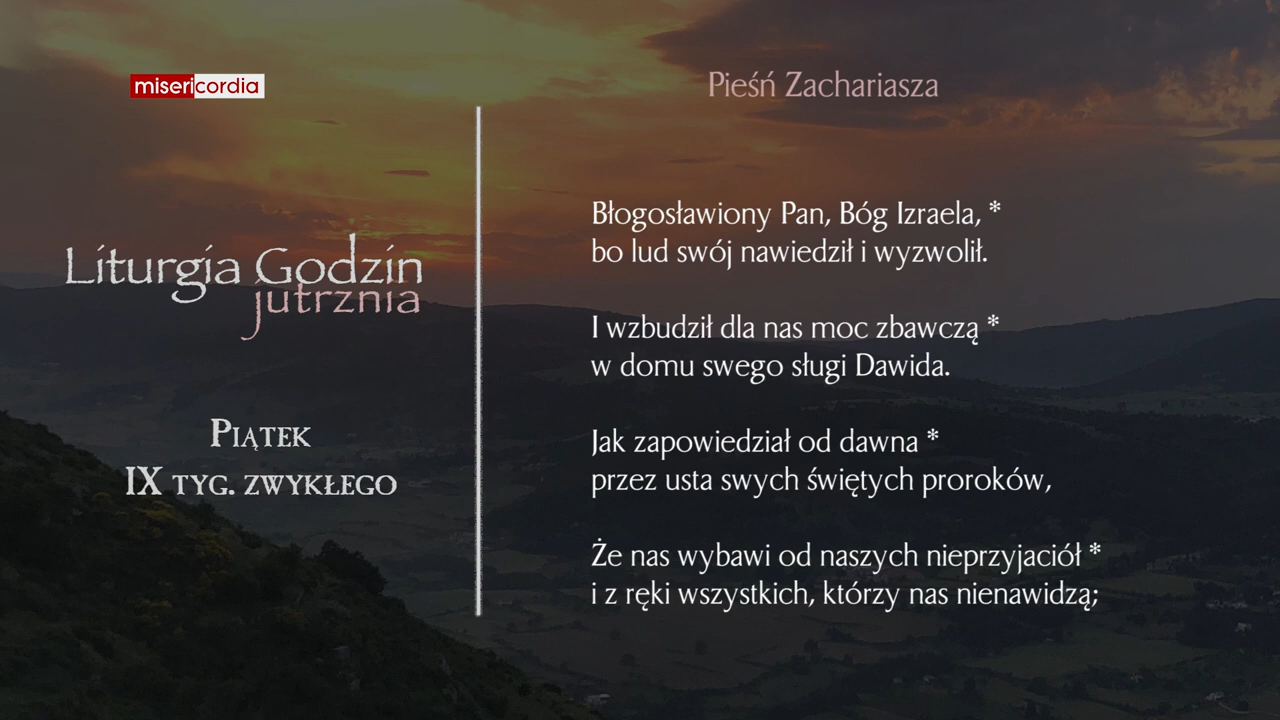 misericordia
Liturgia Godzin
jutrznia
Piątek
IX tyg. zwykłego
Pieśń Zachariasza
Błogosławiony Pan, Bóg Izraela, *
bo lud swój nawiedził i wyzwolił.
I wzbudził dla nas moc zbawczą *
w domu swego sługi Dawida.
Jak zapowiedział od dawna *
przez usta swych świętych proroków,
Że nas wybawi od naszych nieprzyjaciół *
i z ręki wszystkich, którzy nas nienawidzą;